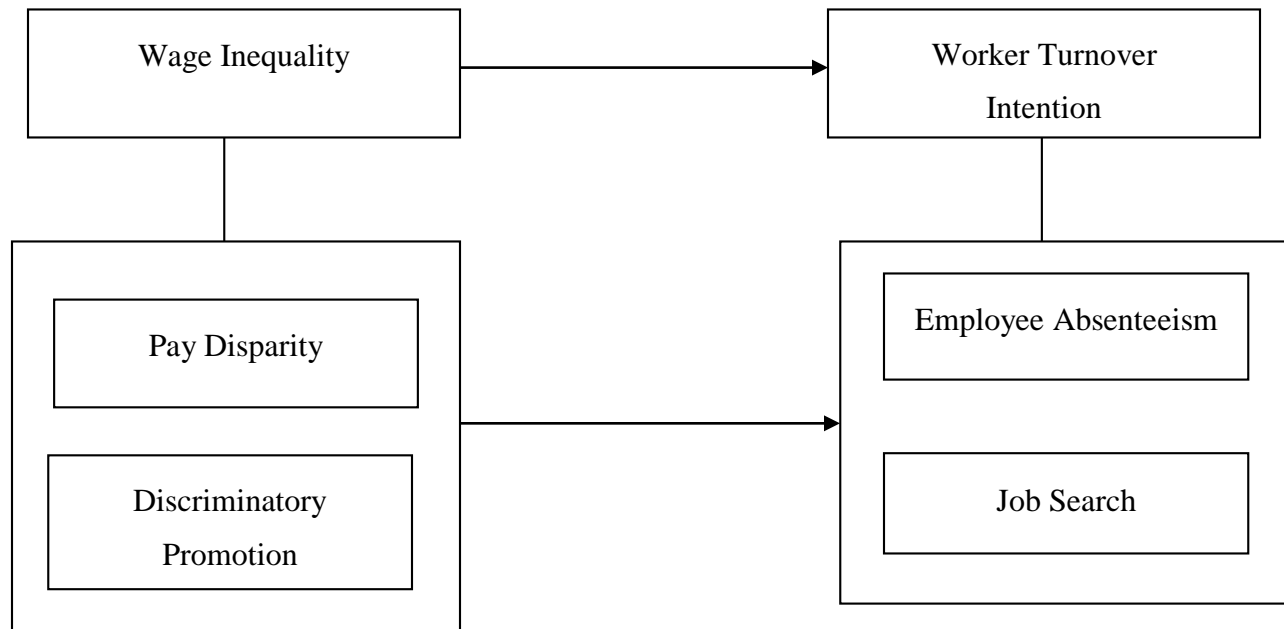 Wage Inequality
Worker Turnover
Intention
Pay Disparity
Discriminatory
Promotion
Employee Absenteeism
Job Search